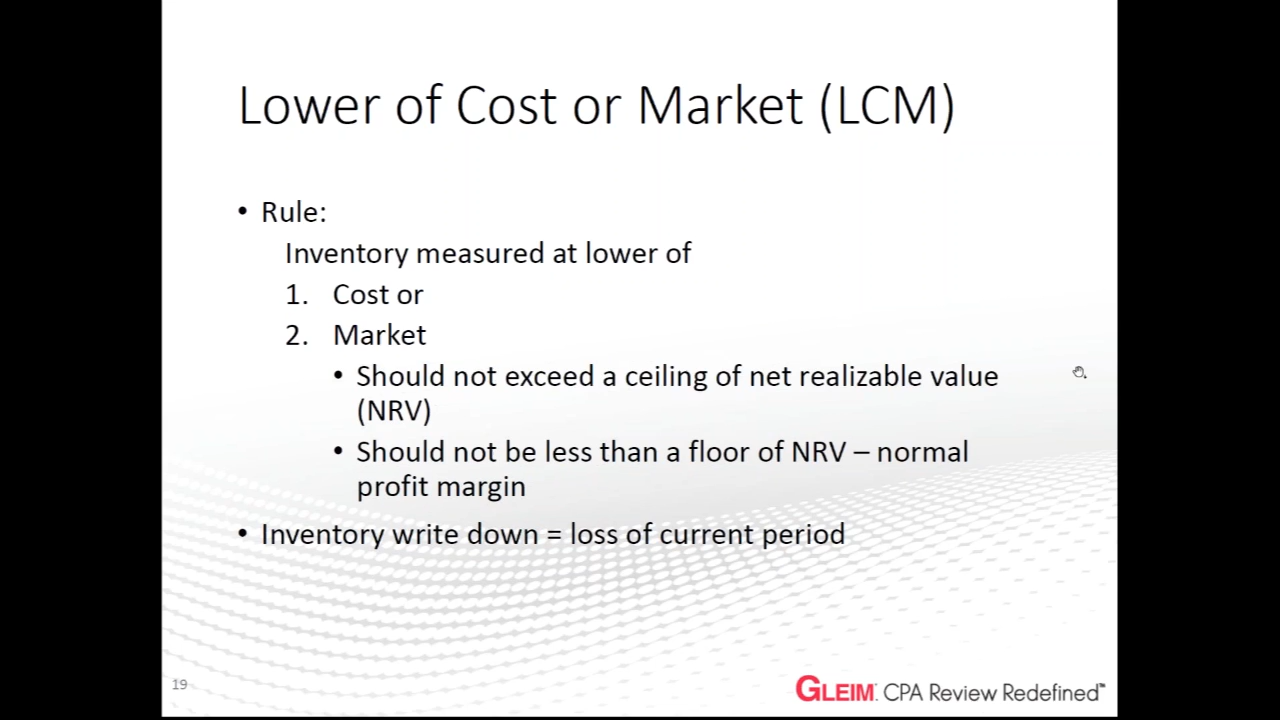 Lower of Cost or Market (LCM)
• Rule:
Inventory measured at lower of
1. Cost or
2. Market
• Should not exceed a ceiling of net realizable value
(NRV)
• Should not be less than a floor of NRV – normal
profit margin
• Inventory write down = loss of current period
19
GLEIM. CPA Review Redefined™